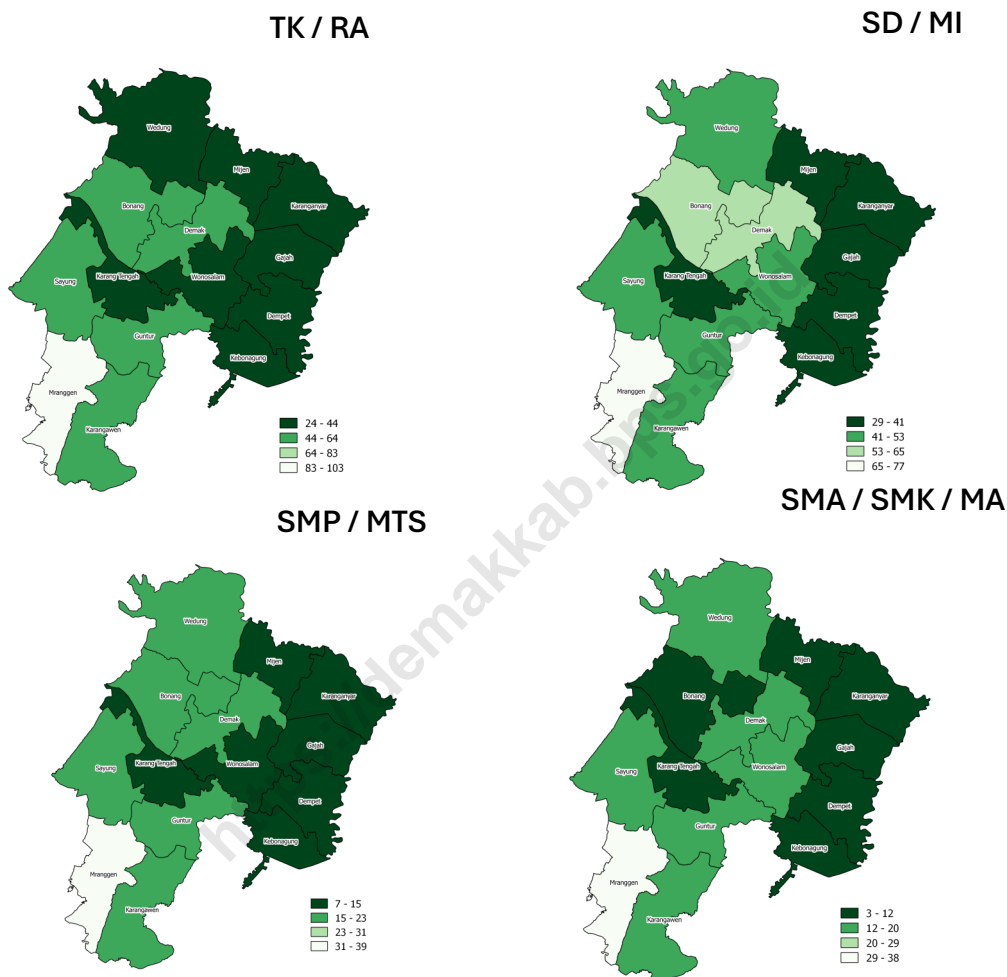 TK / RA
Wedung
Mijen
Karanganyar
Bonang
Demak
Gajah
Karang Tengah
Wonosalam
Sayung
Dempet
Guntur
Kebonagung
Mranggen
Karangawen
24 - 44
44 - 64
64 - 83
83 - 103
SD / MI
Wedung
Mijen
Karanganyar
Bonang
Demak
Gajah
Karang Tengah
Wonosalam
Sayung
Dempet
Guntur
Kebonagung
Mranggen
Karangawen
29 - 41
41 - 53
53 - 65
65 - 77
SMP / MTS
Wedung
Mijen
Karanganyar
Bonang
Demak
Gajah
Karang Tengah
Wonosalam
Sayung
Dempet
Guntur
Kebonagung
Mranggen
Karangawen
7 - 15
15 - 23
23 - 31
31 - 39
SMA / SMK / MA
Wedung
Mijen
Karanganyar
Bonang
Demak
Gajah
Karang Tengah
Wonosalam
Sayung
Dempet
Guntur
Kebonagung
Mranggen
Karangawen
3 - 12
12 - 20
20 - 29
29 - 38
https://demakkab.bps.go.id